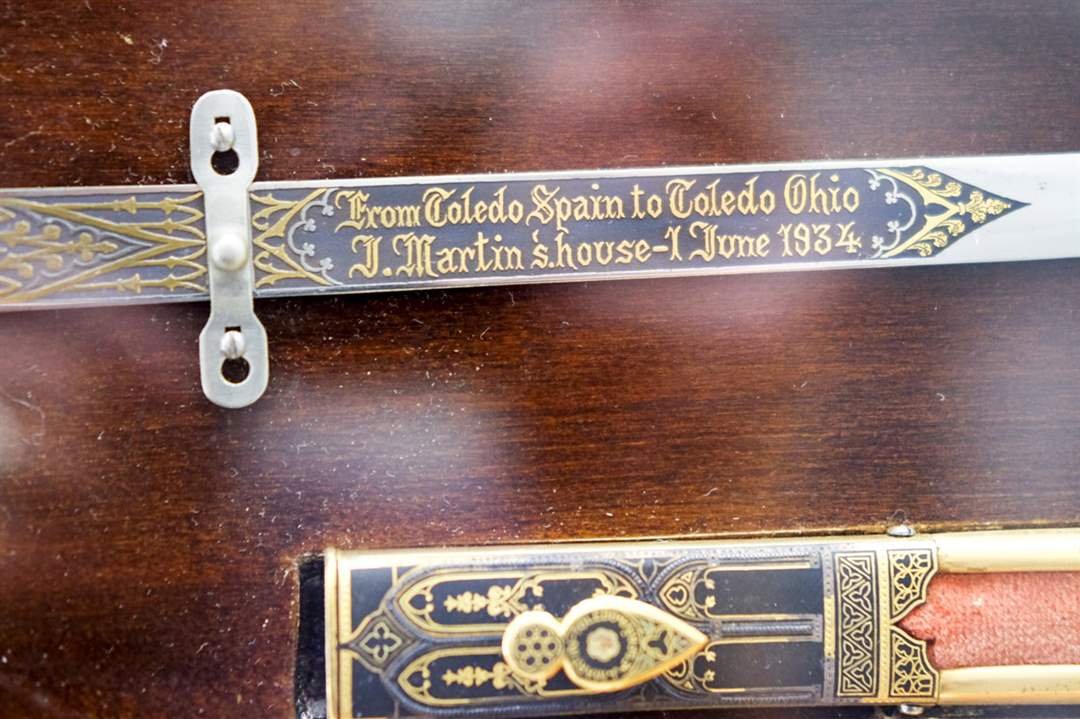 From Toledo Spain to Toledo Ohio
J. Martin's.house-1 June 1934